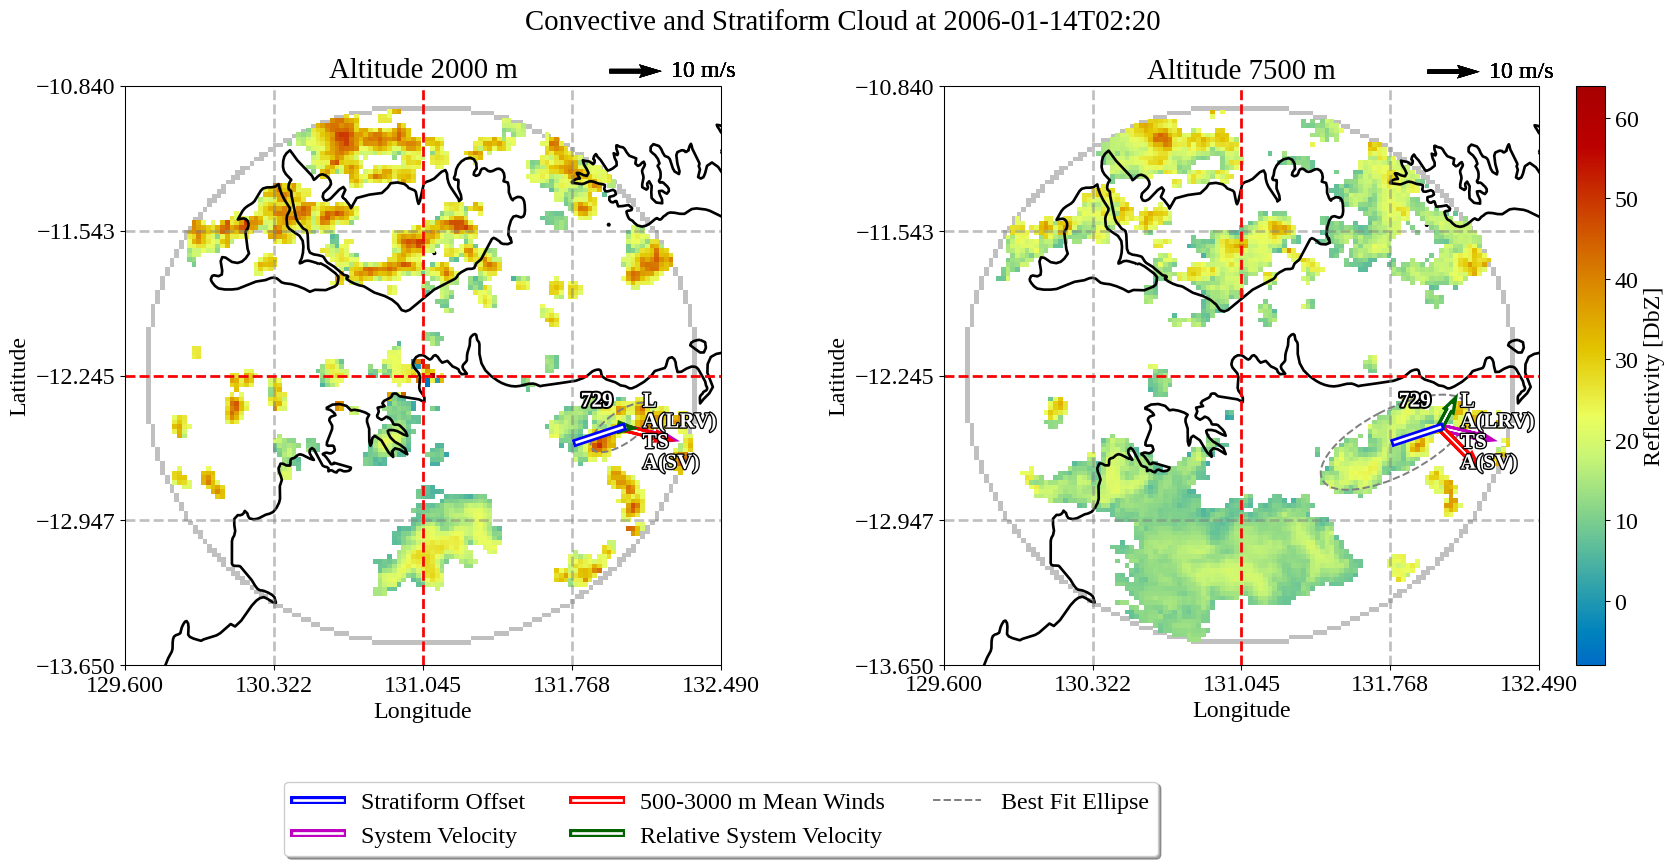 Convective and Stratiform Cloud at 2006-01-14T02:20
Altitude 2000 m
10 m/s
−10.840
−11.543
−12.245
−12.947
−13.650
Latitude
129.600
130.322
131.045
131.768
132.490
Longitude
729
L
A(LRV)
TS
A(SV)
Altitude 7500 m
10 m/s
−10.840
−11.543
−12.245
−12.947
−13.650
Latitude
129.600
130.322
131.045
131.768
132.490
Longitude
729
L
A(LRV)
TS
A(SV)
60
50
40
30
20
10
0
Reflectivity [DbZ]
Stratiform Offset
System Velocity
500-3000 m Mean Winds
Relative System Velocity
Best Fit Ellipse